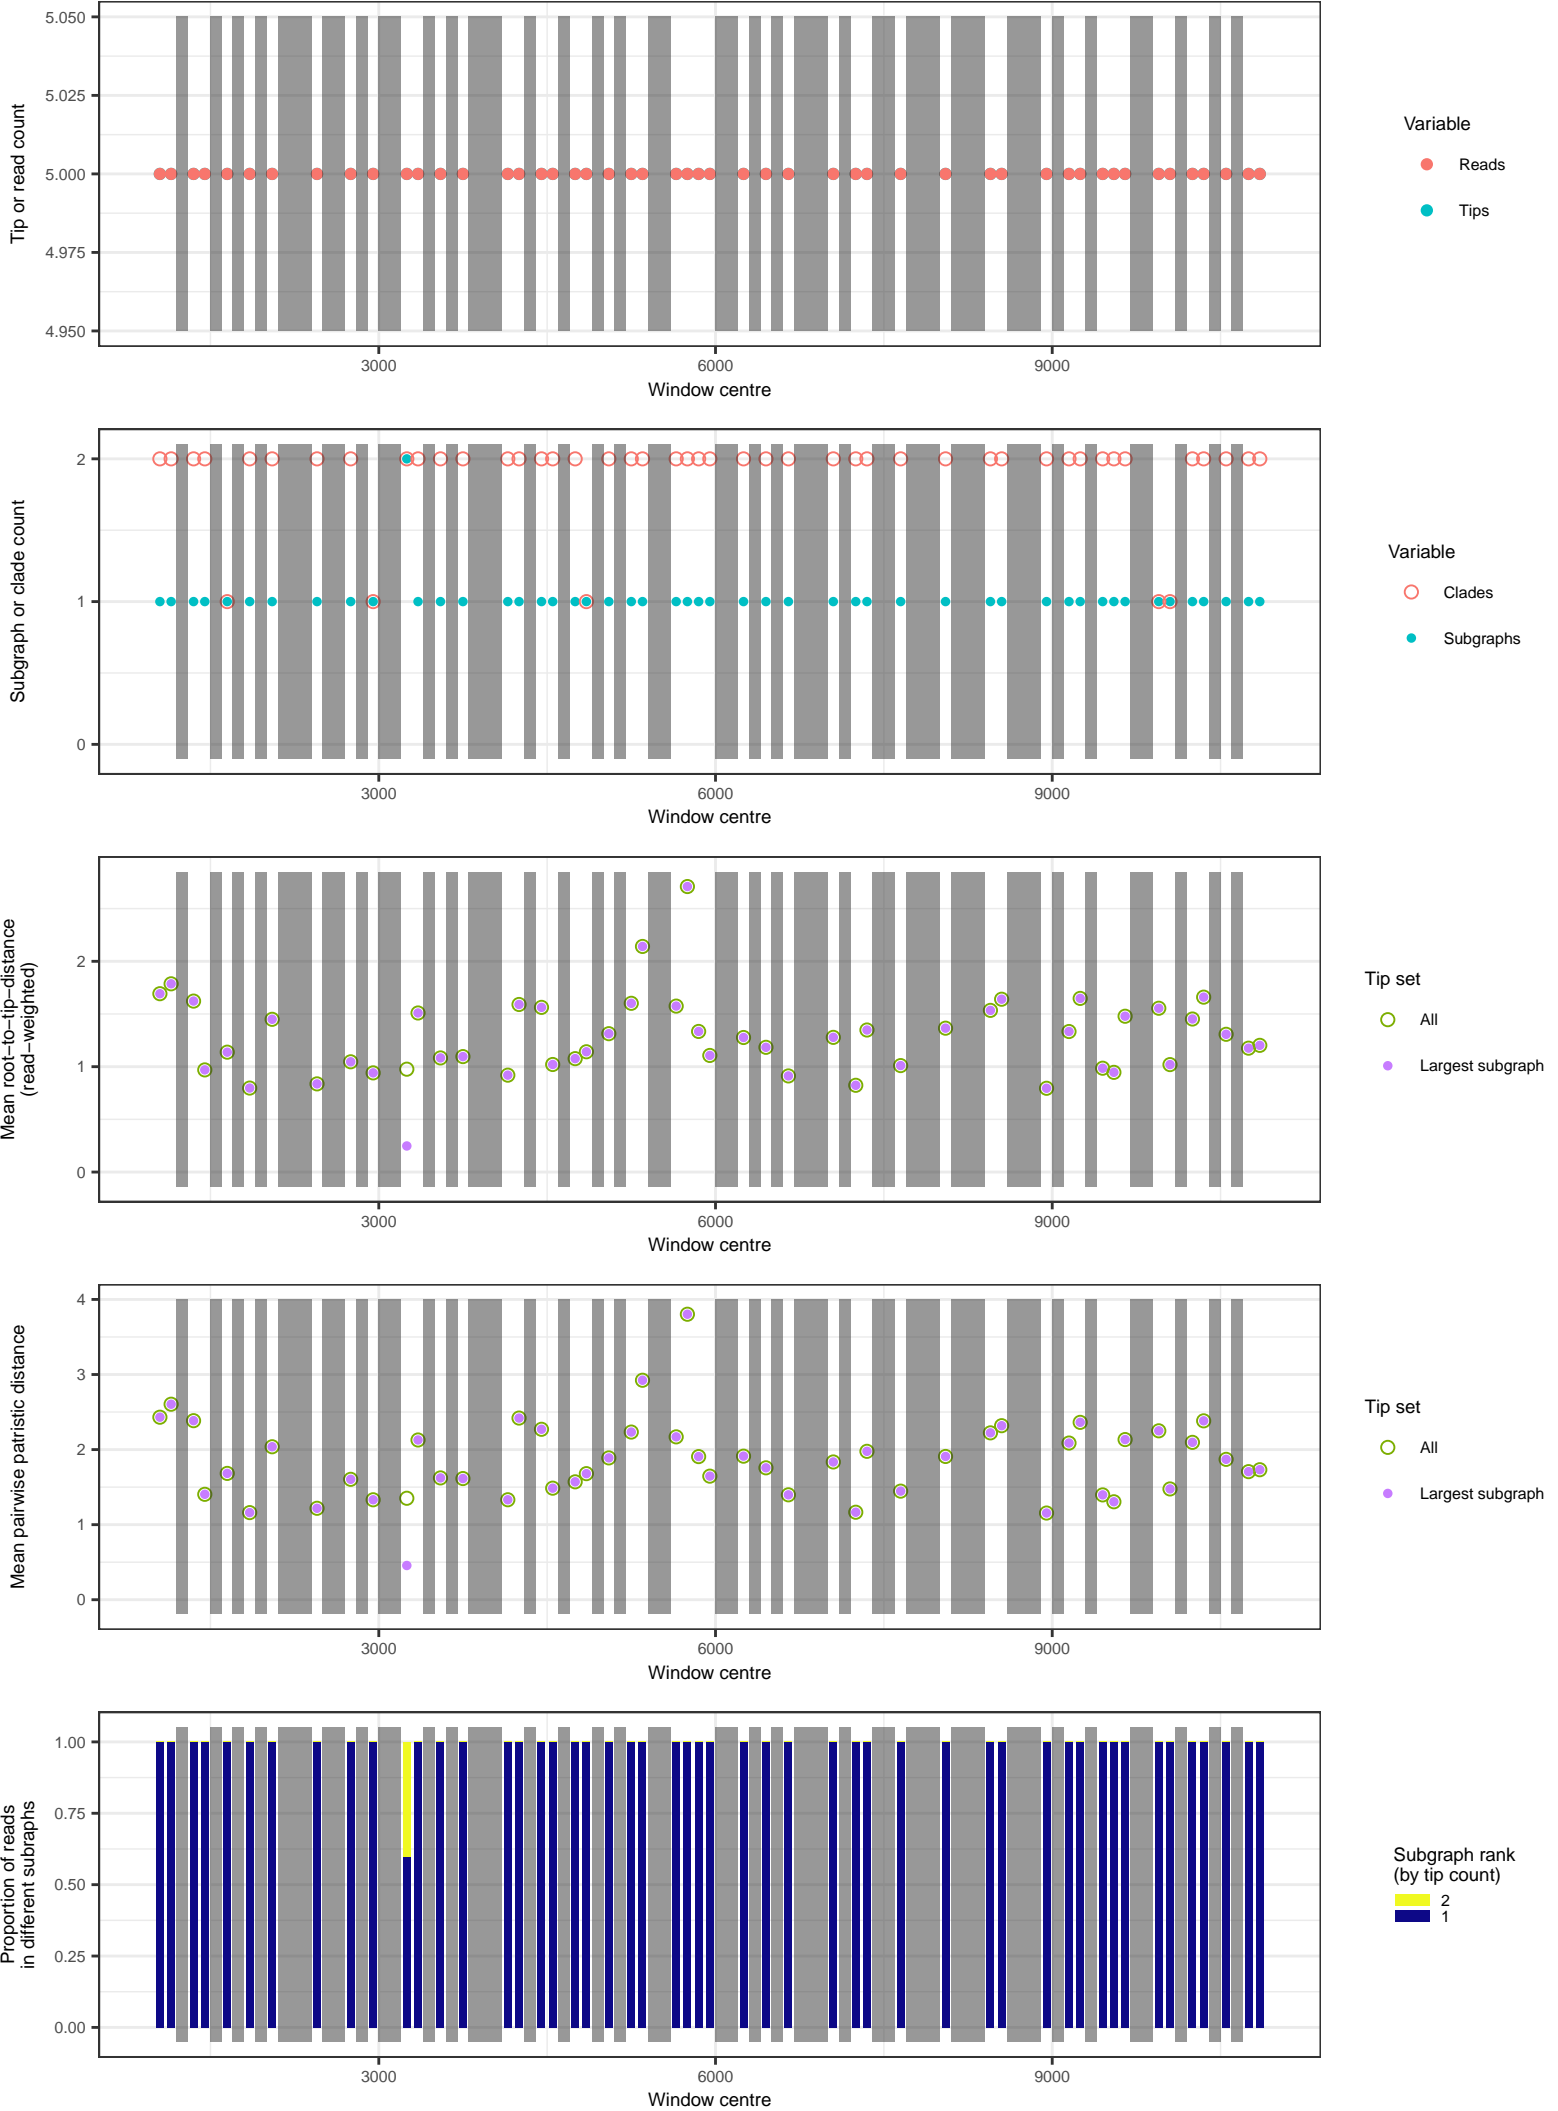 5.050
5.025
5.000
4.975
4.950
Tip or read count
3000
6000
9000
Window centre
Variable
Reads
Tips
2
1
0
Subgraph or clade count
3000
6000
9000
Window centre
Variable
Clades
Subgraphs
2
1
0
Mean root−to−tip−distance
(read−weighted)
3000
6000
9000
Window centre
Tip set
All
Largest subgraph
4
3
2
1
0
Mean pairwise patristic distance
3000
6000
9000
Window centre
Tip set
All
Largest subgraph
1.00
0.75
0.50
0.25
0.00
Proportion of reads
in different subraphs
3000
6000
9000
Window centre
Subgraph rank
(by tip count)
2
1